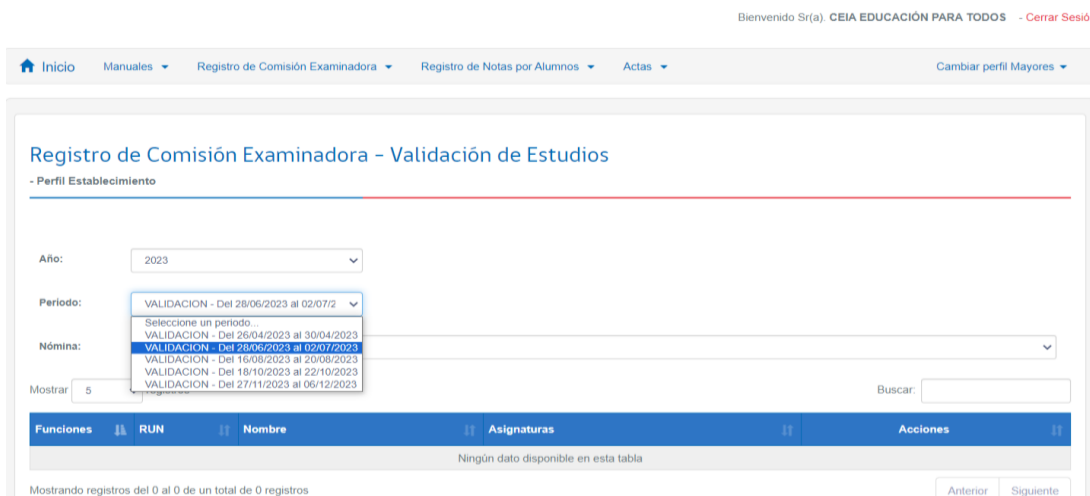 Bienvenido Sr(a). CEIA EDUCACIÓN PARA TODOS - Cerrar Sesió
Inicio Manuales Registro de Comisión Examinadora Registro de Notas por Alumnos Actas Cambiar perfil Mayores
Registro de Comisión Examinadora - Validación de Estudios
- Perfil Establecimiento
Año: 2023
Periodo: VALIDACION - Del 28/06/2023 al 02/07/2
Seleccione un periodo...
VALIDACION - Del 26/04/2023 al 30/04/2023
VALIDACION - Del 28/06/2023 al 02/07/2023
Nómina:
VALIDACION - Del 16/08/2023 al 20/08/2023
VALIDACION - Del 18/10/2023 al 22/10/2023
VALIDACION - Del 27/11/2023 al 06/12/2023
Mostrar 5 registros Buscar:
Funciones RUN Nombre Asignaturas Acciones
Ningún dato disponible en esta tabla
Mostrando registros del 0 al 0 de un total de 0 registros Anterior Siguiente